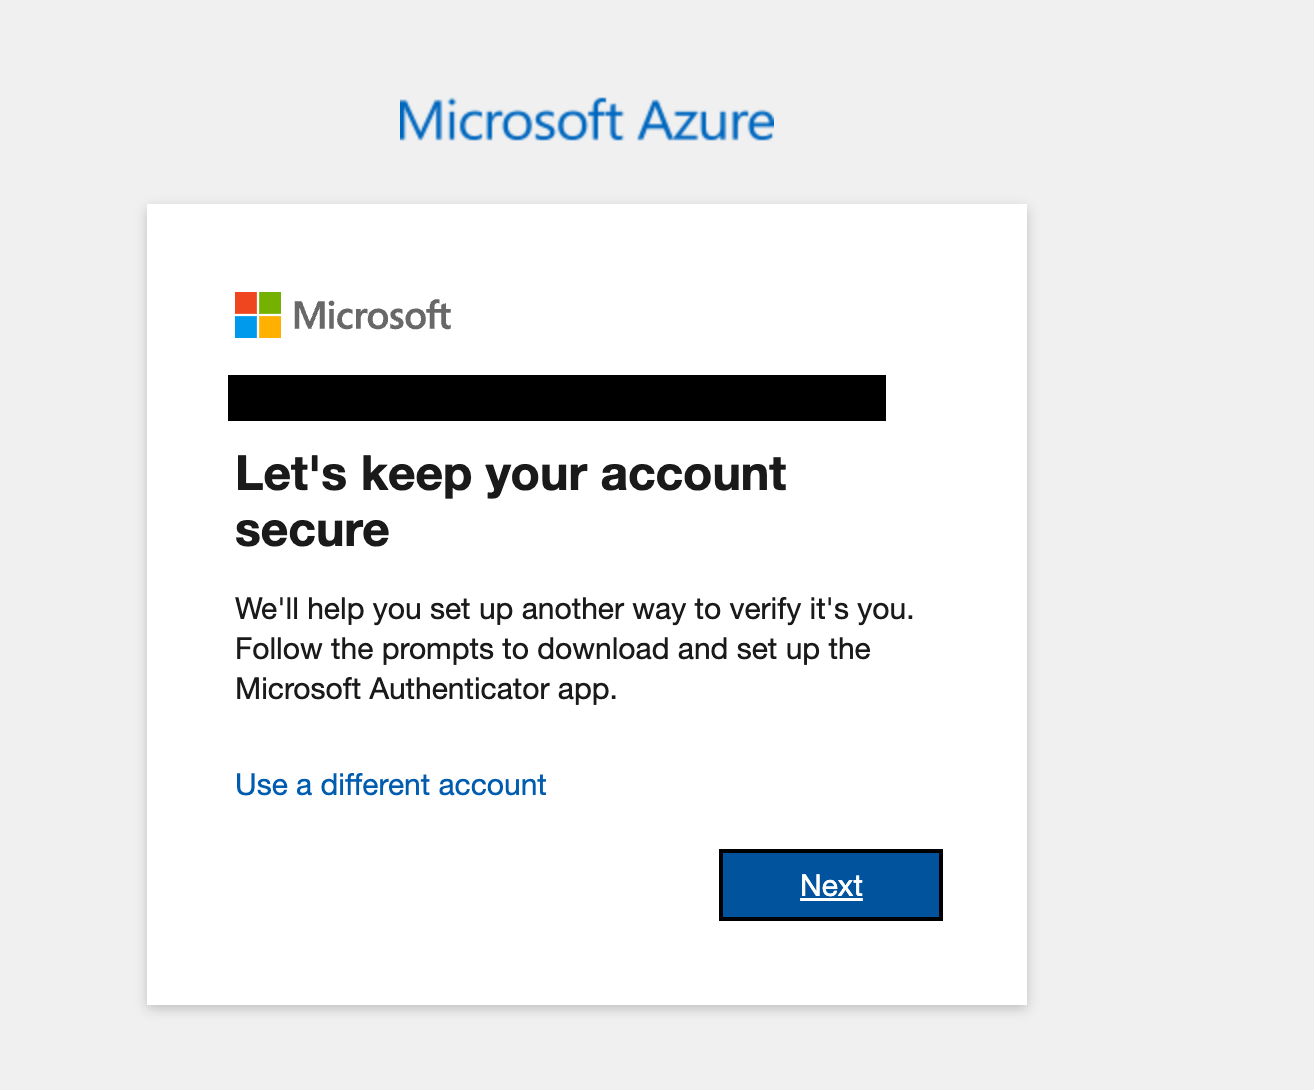 Microsoft Azure
Microsoft
Let's keep your account
secure
We'll help you set up another way to verify it's you.
Follow the prompts to download and set up the
Microsoft Authenticator app.
Use a different account
Next